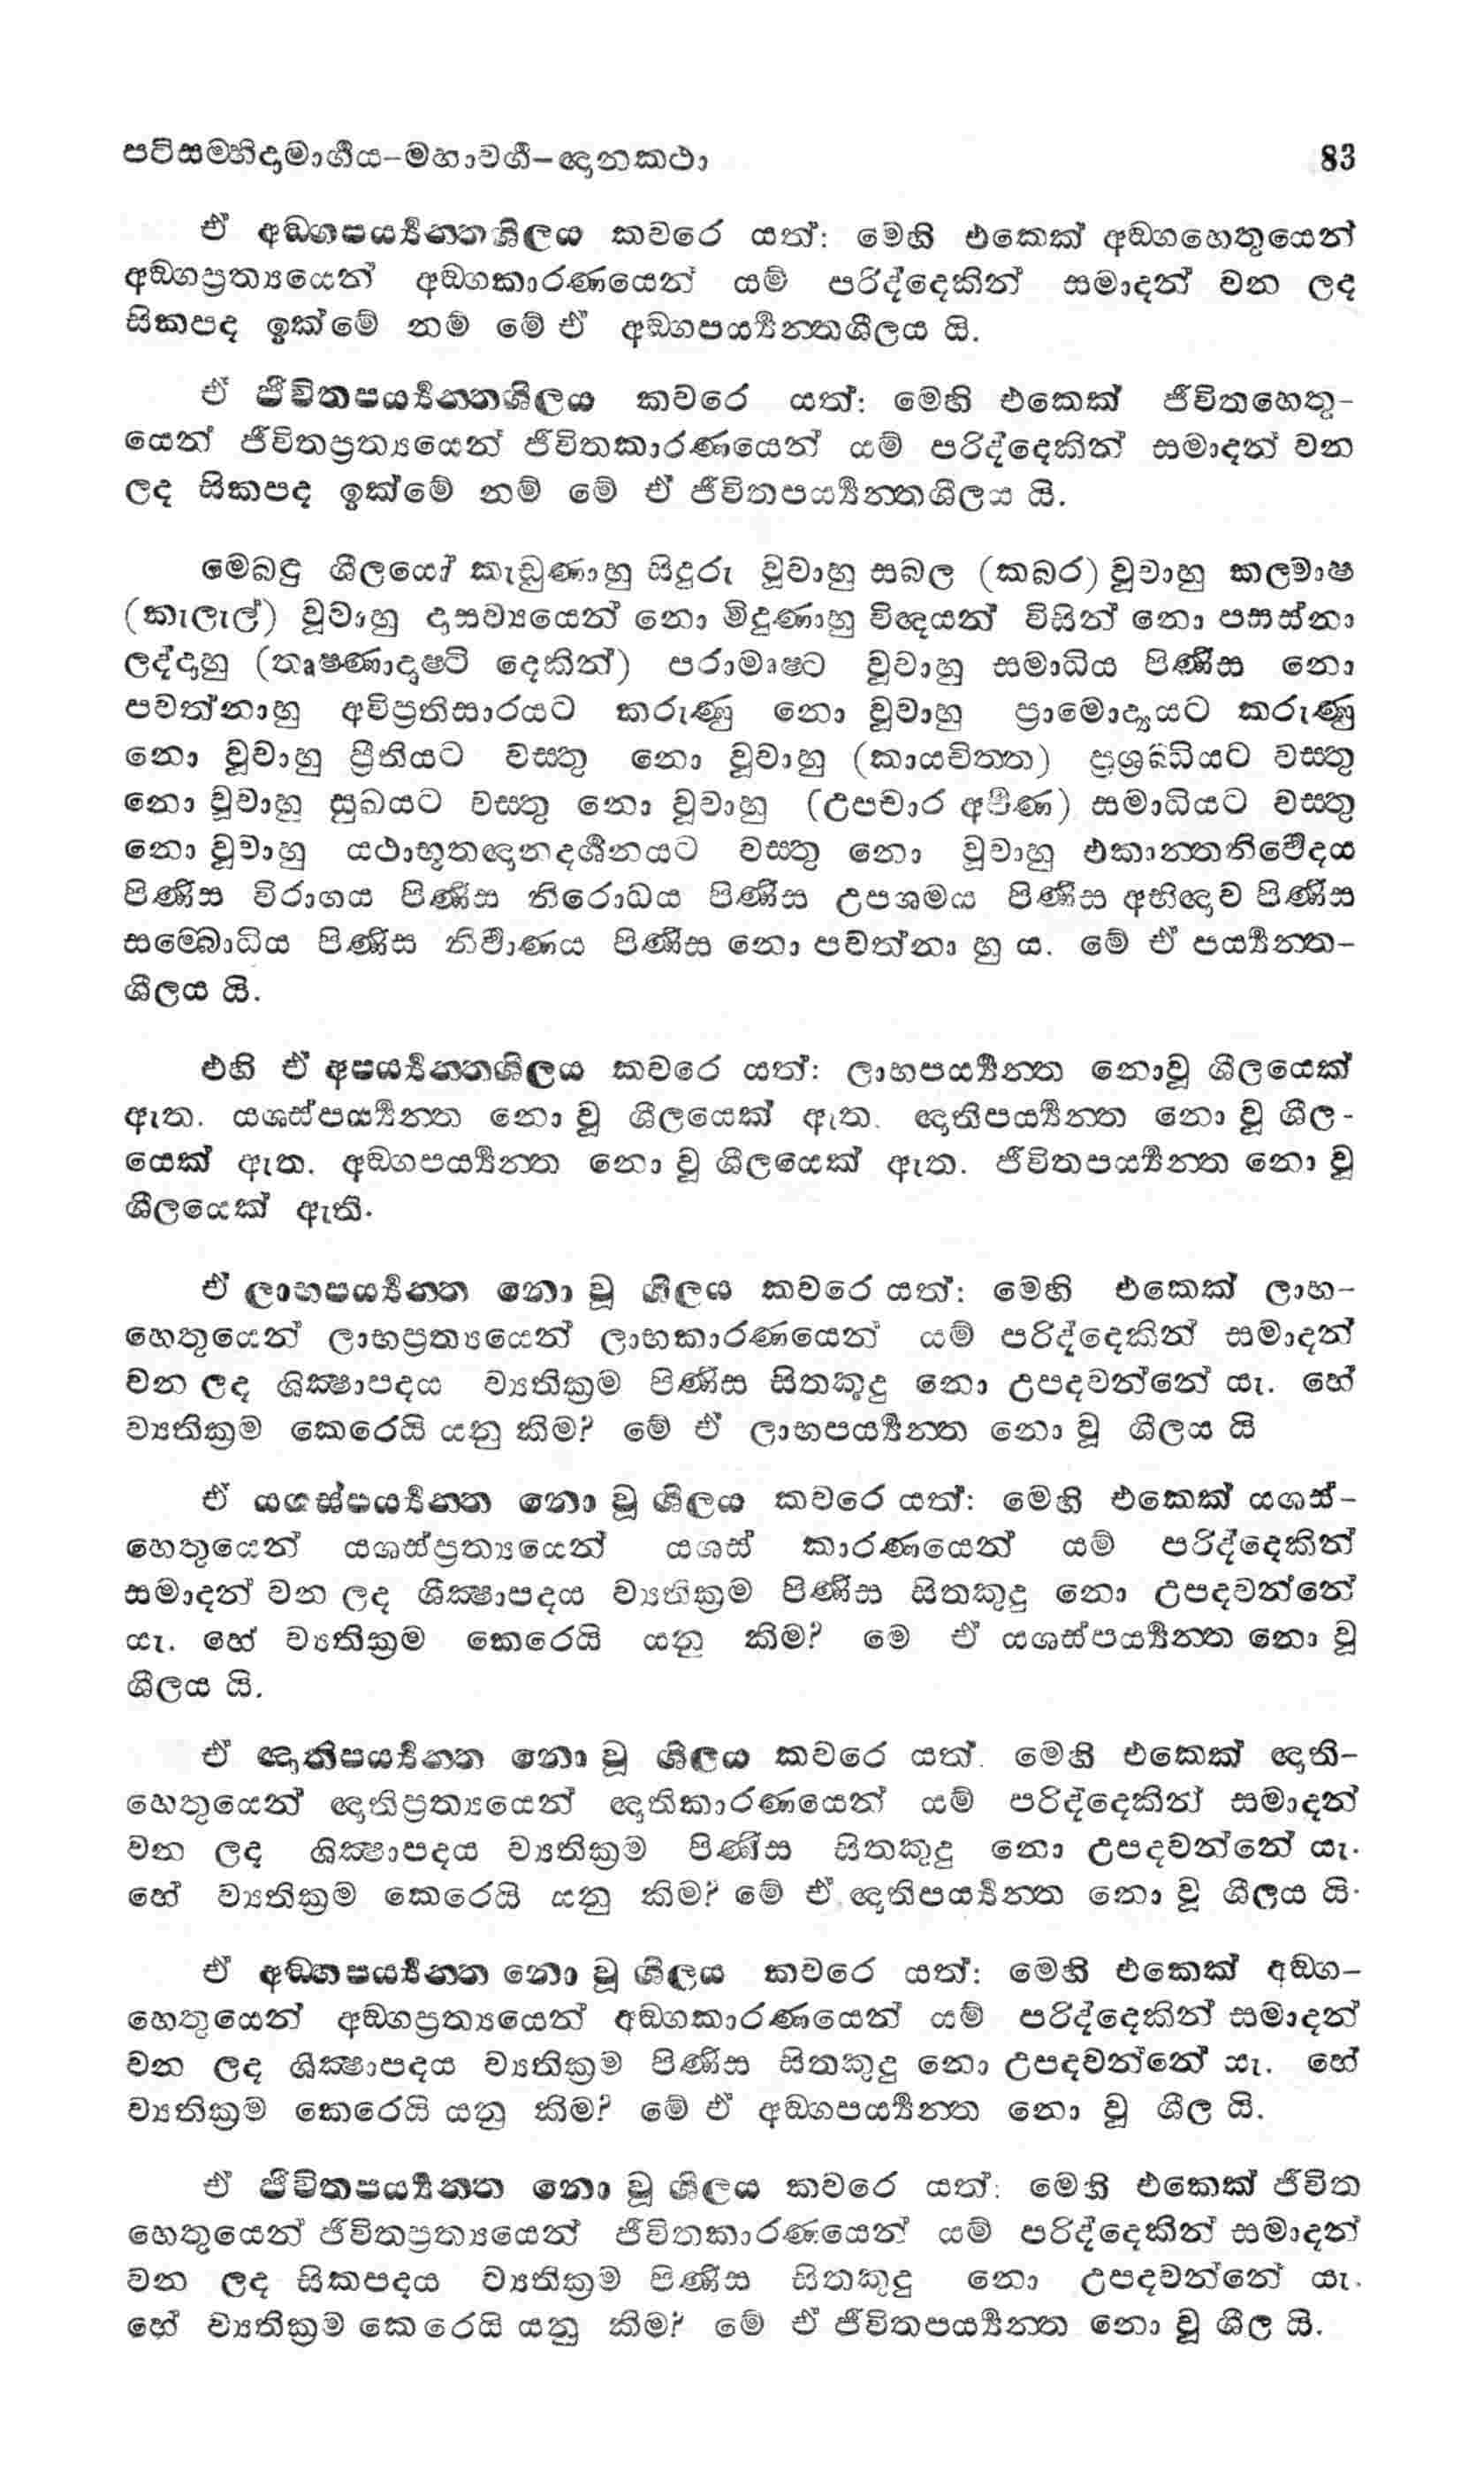 පටිසම්භිදාමාර්ගය-මහාවර්ග-ඥානකථා 83
ඒ අඞ්ගපර්‍ය්‍යන්තශීලය කවරෙ යත්: මෙහි එකෙක් අඞ්ගහෙතුයෙන්
අඞ්ගප්‍රත්‍යයෙන් අඞ්ගකාරණයෙන් යම් පරිද්දෙකින් සමාදන් වන ලද
සිකපද ඉක්මේ නම් මේ ඒ අඞ්ගපර්‍ය්‍යන්තශීලය යි.
ඒ ජීවිතපර්‍ය්‍යන්තශීලය කවරෙ යත්: මෙහි එකෙක් ජීවිතහෙතු-
යෙන් ජීවිතප්‍රත්‍යයෙන් ජීවිතකාරණයෙන් යම් පරිද්දෙකින් සමාදන් වන
ලද සිකපද ඉක්මේ නම් මේ ඒ ජීවිතපර්‍ය්‍යන්තශීලය යි.
මෙබඳු ශීලයෝ කැඩුණාහු සිදුරු වූවාහු සබල (කබර) වූවාහු කල්මාෂ
(කැලැල්) වූවාහු දාසව්‍යයෙන් නො මිදුණාහු විඥයන් විසින් නො පසස්නා
ලද්දාහු (තෘෂ්ණාදෘෂ්ටි දෙකින්) පරාමෘෂ්ට වූවාහු සමාධිය පිණිස නො
පවත්නාහු අවිප්‍රතිසාරයට කරුණු නො වූවාහු ප්‍රාමොද්‍යයට කරුණු
නො වූවාහු ප්‍රීතියට වස්තු නො වූවාහු (කායචිත්ත) ප්‍රශ්‍රබ්ධියට වස්තු
නො වූවාහු සුඛයට වස්තු නො වූවාහු (උපචාර අර්පණ) සමාධියට වස්තු
නො වූවාහු යථාභූතඥානදර්ශනයට වස්තු නො වූවාහු එකාන්තනිර්වේදය
පිණිස විරාගය පිණිස නිරොධය පිණිස උපශමය පිණිස අභිඥාව පිණිස
සම්බොධිය පිණිස නිර්වාණය පිණිස නො පවත්නා හු ය. මේ ඒ පර්‍ය්‍යන්ත-
ශීලය යි.
එහි ඒ අපර්‍ය්‍යන්තශීලය කවරෙ යත්: ලාභපර්‍ය්‍යන්ත නොවූ ශීලයෙක්
ඇත. යශස්පර්‍ය්‍යන්ත නො වූ ශීලයෙක් ඇත. ඥාතිපර්‍ය්‍යන්ත නො වූ ශීල-
යෙක් ඇත. අඞ්ගපර්‍ය්‍යන්ත නො වූ ශීලයෙක් ඇත. ජීවිතපර්‍ය්‍යන්ත නො වූ
ශීලයෙක් ඇති.
ඒ ලාභපර්‍ය්‍යන්ත නො වූ ශීලය කවරෙ යත්: මෙහි එකෙක් ලාභ-
හෙතුයෙන් ලාභප්‍රත්‍යයෙන් ලාභකාරණයෙන් යම් පරිද්දෙකින් සමාදන්
වන ලද ශික්‍ෂාපදය ව්‍යතික්‍රම පිණිස සිතකුදු නො උපදවන්නේ යැ. හේ
ව්‍යතික්‍රම කෙරෙයි යනු කිම? මේ ඒ ලාභපර්‍ය්‍යන්ත නො වූ ශීලය යි
ඒ යශස්පර්‍ය්‍යන්ත නො වූ ශීලය කවරෙ යත්: මෙහි එකෙක් යශස්-
හෙතුයෙන් යශස්ප්‍රත්‍යයෙන් යශස් කාරණයෙන් යම් පරිද්දෙකින්
සමාදන් වන ලද ශීක්‍ෂාපදය ව්‍යතික්‍රම පිණිස සිතකුදු නො උපදවන්නේ
යැ. හේ ව්‍යතික්‍රම කෙරෙයි යනු කිම? මෙ ඒ යශස්පර්‍ය්‍යන්ත නො වූ
ශීලය යි.
ඒ ඥාතිපර්‍ය්‍යන්ත නො වූ ශීලය කවරෙ යත්. මෙහි එකෙක් ඥාති-
හෙතුයෙන් ඥාතිප්‍රත්‍යයෙන් ඥාතිකාරණයෙන් යම් පරිද්දෙකින් සමාදන්
වන ලද ශික්‍ෂාපදය ව්‍යතික්‍රම පිණිස සිතකුදු නො උපදවන්නේ යැ.
හේ ව්‍යතික්‍රම කෙරෙයි යනු කිම? මේ ඒ ඥාතිපර්‍ය්‍යන්ත නො වූ ශීලය යි.
ඒ අඞ්ගපර්‍ය්‍යන්ත නො වූ ශීලය කවරෙ යත්: මෙහි එකෙක් අඞ්ග-
හෙතුයෙන් අඞ්ගප්‍රත්‍යයෙන් අඞ්ගකාරණයෙන් යම් පරිද්දෙකින් සමාදන්
වන ලද ශීක්‍ෂාපදය ව්‍යතික්‍රම පිණිස සිතකුදු නො උපදවන්නේ යැ. හේ
ව්‍යතික්‍රම කෙරෙයි යනු කිම? මේ ඒ අඞ්ගපර්‍ය්‍යන්ත නො වූ ශීල යි.
ඒ ජීවිතපර්‍ය්‍යන්ත නො වූ ශීලය කවරෙ යත්: මෙහි එකෙක් ජීවිත
හෙතුයෙන් ජීවිතප්‍රත්‍යයෙන් ජීවිතකාරණයෙන් යම් පරිද්දෙකින් සමාදන්
වන ලද සිකපදය ව්‍යතික්‍රම පිණිස සිතකුදු නො උපදවන්නේ යැ.
හේ ව්‍යතික්‍රම කෙරෙයි යනු කිම? මේ ඒ ජීවිතපර්‍ය්‍යන්ත නො වූ ශීල යි.